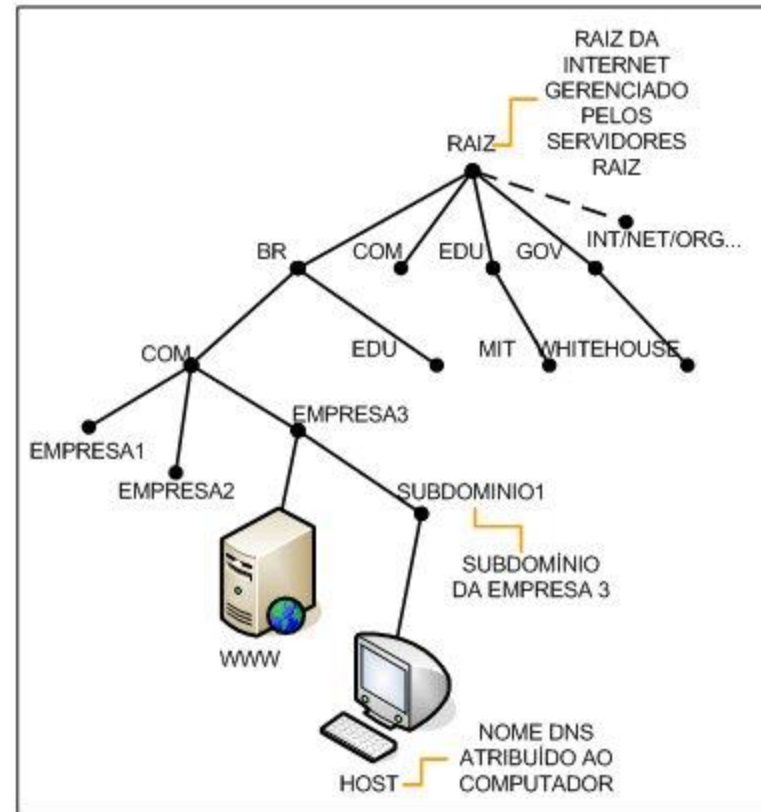 RAIZ DA
INTERNET
GERENCIADO
PELOS
SERVIDORES
RAIZ
RAIZ
INT/NET/ORG...
BR
COM
EDU
GOV
COM
EDU
MIT
WHITEHOUSE
EMPRESA3
EMPRESA1
EMPRESA2
SUBDOMINIO1
SUBDOMÍNIO
DA EMPRESA 3
WWW
NOME DNS
ATRIBUÍDO AO
COMPUTADOR
HOST